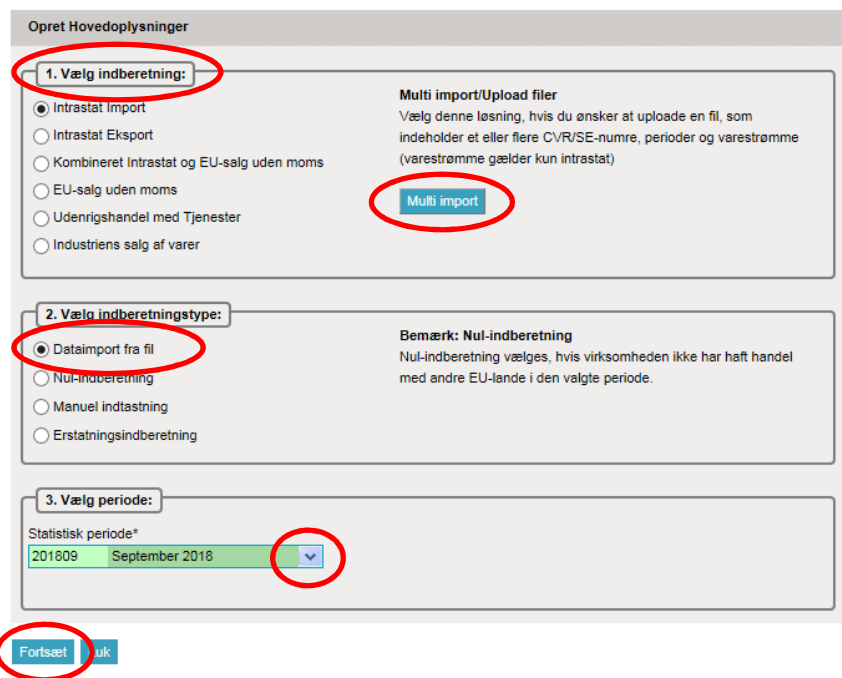 Opret Hovedoplysninger
1. Vælg indberetning:
Intrastat Import
Intrastat Eksport
Kombineret Intrastat og EU-salg uden moms
EU-salg uden moms
Udenrigshandel med Tjenester
Industriens salg af varer
Multi import/Upload filer
Vælg denne løsning, hvis du ønsker at uploade en fil, som
indeholder et eller flere CVR/SE-numre, perioder og varestrømme
(varestrømme gælder kun intrastat)
Multi import
2. Vælg indberetningstype:
Dataimport fra fil
Nul-indberetning
Manuel indtastning
Erstatningsindberetning
Bemærk: Nul-indberetning
Nul-indberetning vælges, hvis virksomheden ikke har haft handel
med andre EU-lande i den valgte periode.
3. Vælg periode:
Statistisk periode*
201809 September 2018
Fortsæt Luk